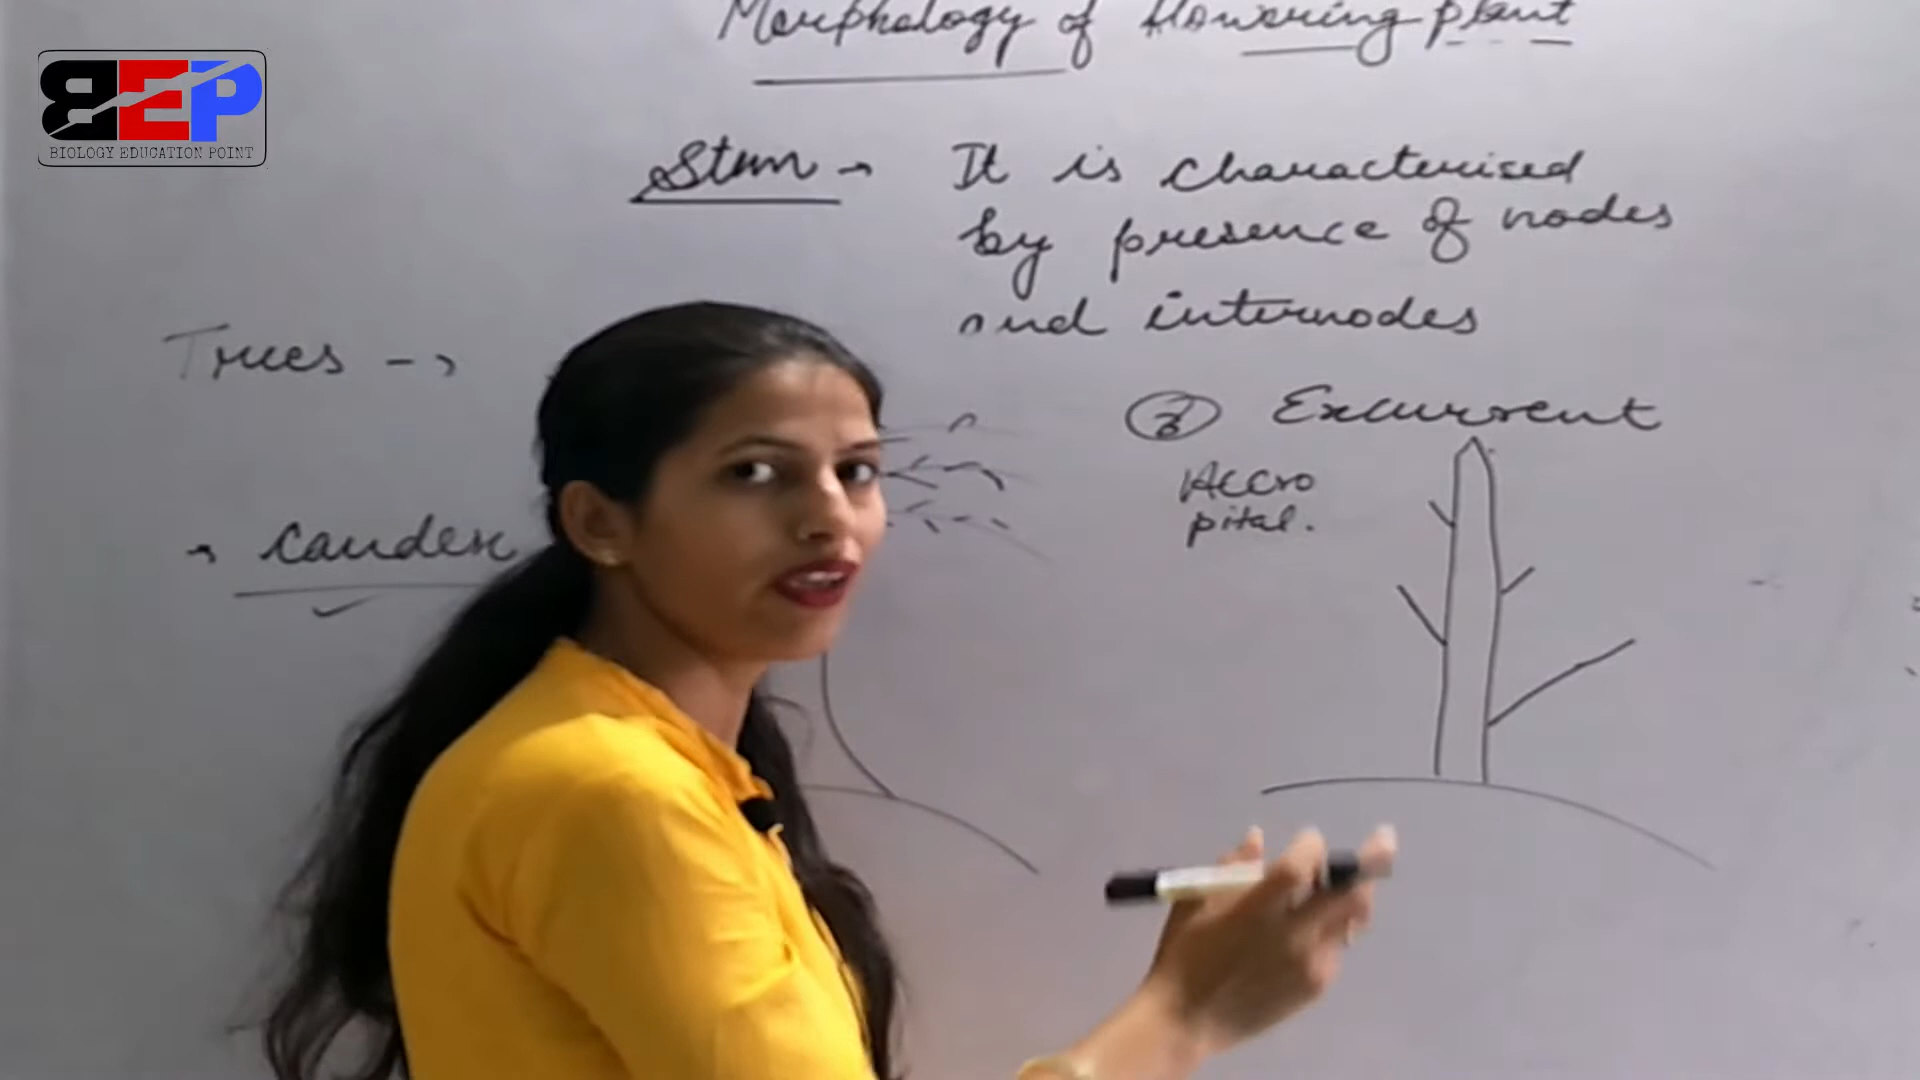 Morphology of flowering plant
BEP
BIOLOGY EDUCATION POINT
Stem → It is characterised
by presence of nodes
and internodes
Trees →
② Excurrent
Accro
pital.
→ Caudex